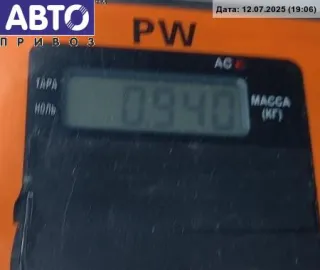 АВТО
ПРИВОЗ
Дата: 12.07.2025 (19:06)
PW
AC
ТАРА
НОЛЬ
0.940
МАССА
(КГ)